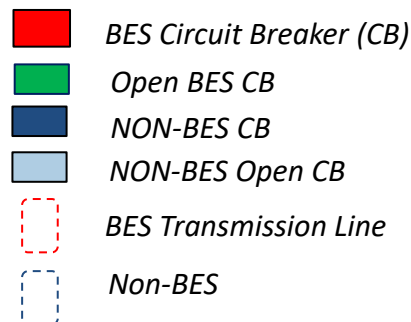 BES Circuit Breaker (CB)
Open BES CB
NON-BES CB
NON-BES Open CB
BES Transmission Line
Non-BES